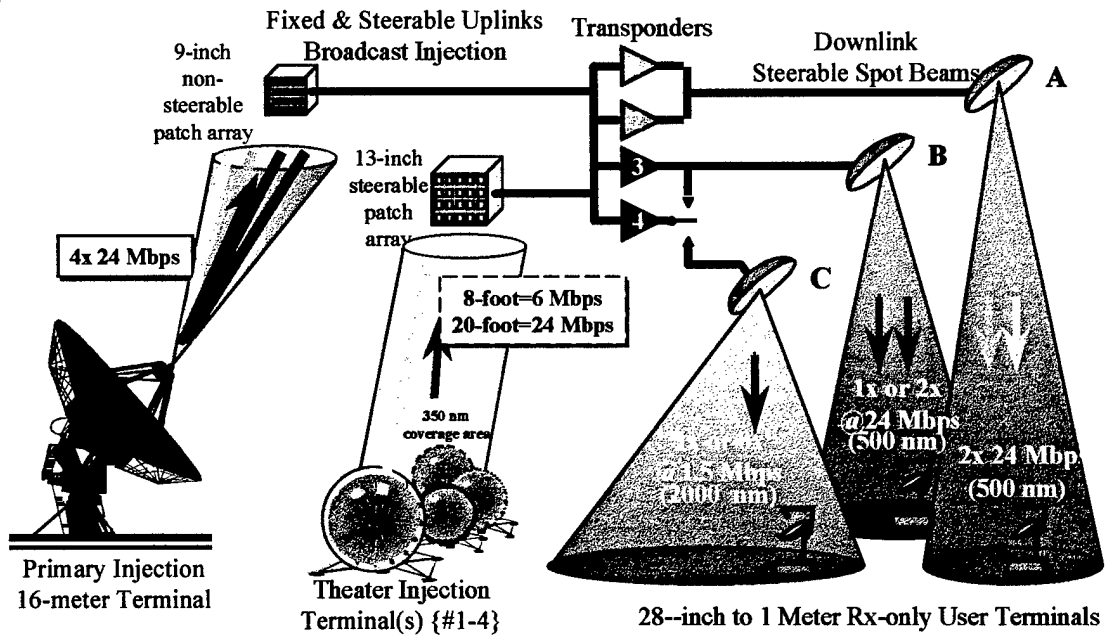 Fixed & Steerable Uplinks
Broadcast Injection
Transponders
Downlink
Steerable Spot Beams
9-inch
non-
steerable
patch array
13-inch
steerable
patch
array
A
B
C
3
4
4x 24 Mbps
8-foot=6 Mbps
20-foot=24 Mbps
350 nm
coverage area
@1.5 Mbps
(2000 nm)
1x or 2x
@24 Mbps
(500 nm)
2x 24 Mbps
(500 nm)
Primary Injection
16-meter Terminal
Theater Injection
Terminal(s) {#1-4}
28--inch to 1 Meter Rx-only User Terminals